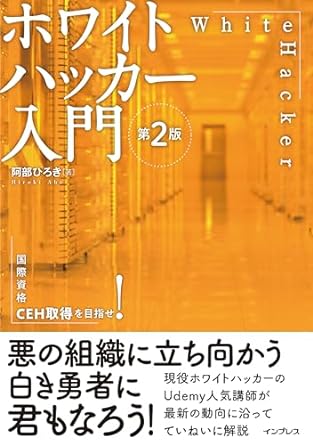 ホワイト
ハッカー
入門
第2版
White
Hacker
阿部ひろき[著]
Hiroki Abe
国際資格
CEH取得を目指せ!
悪の組織に立ち向かう
白き勇者に
君もなろう!
現役ホワイトハッカーの
Udemy人気講師が
最新の動向に沿って
ていねいに解説
インプレス